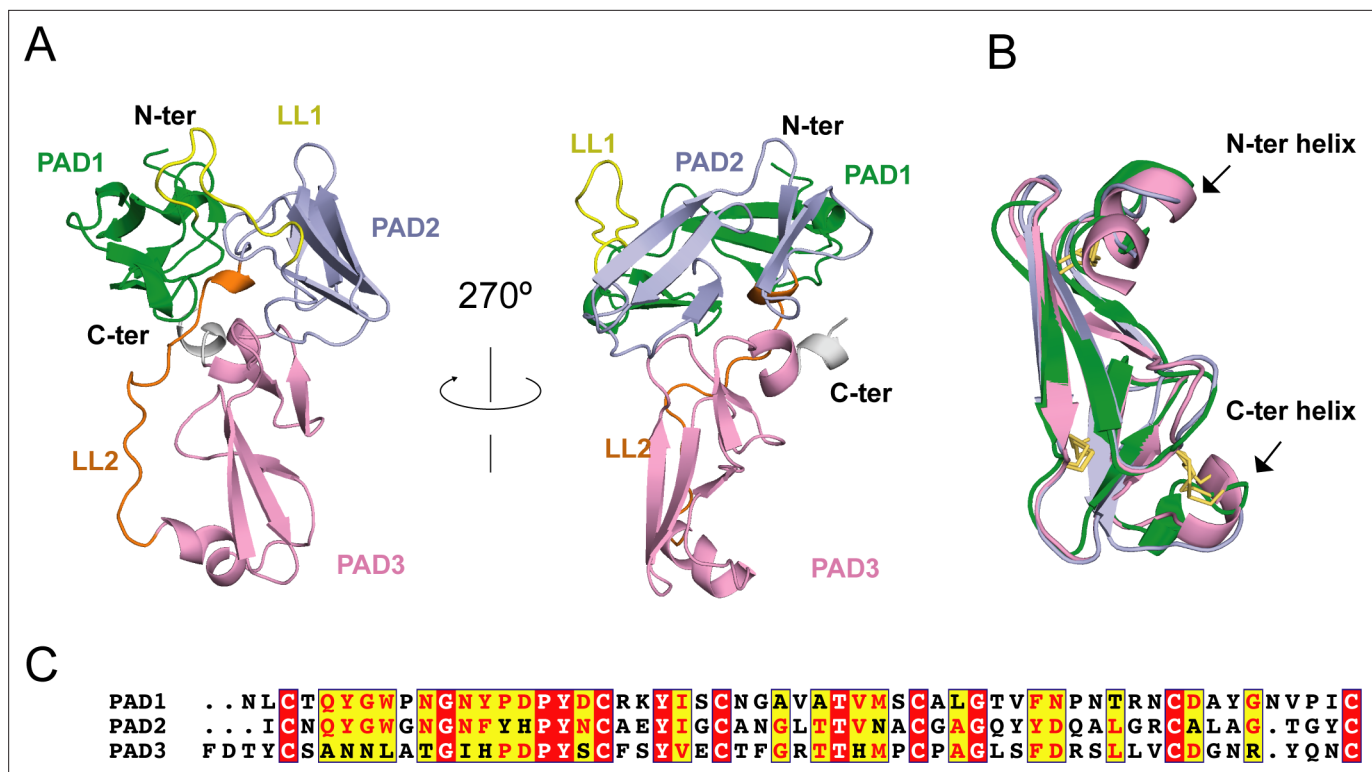 A
B
N-ter
LL1
PAD1
PAD2
C-ter
LL2
PAD3
270º
LL1
PAD2
N-ter
PAD1
C-ter
LL2
PAD3
N-ter helix
C-ter helix
C
PAD1 ..NLCTQYGWPNGNYPDPYDCRKYISCNGAVATVMSCALGTVFNPNTRNCDAYGNVPIC
PAD2 ...ICNQYGWGNGNFYHPYNCAEYIGCANGLTTVNACGAGQYYDQALGRCALAG.TGYC
PAD3 FDTYCSANNLATGIHPDPYSCFSYVECTFGRTTHMPCPAGLSFDRSLLVCDGNR.YQNC